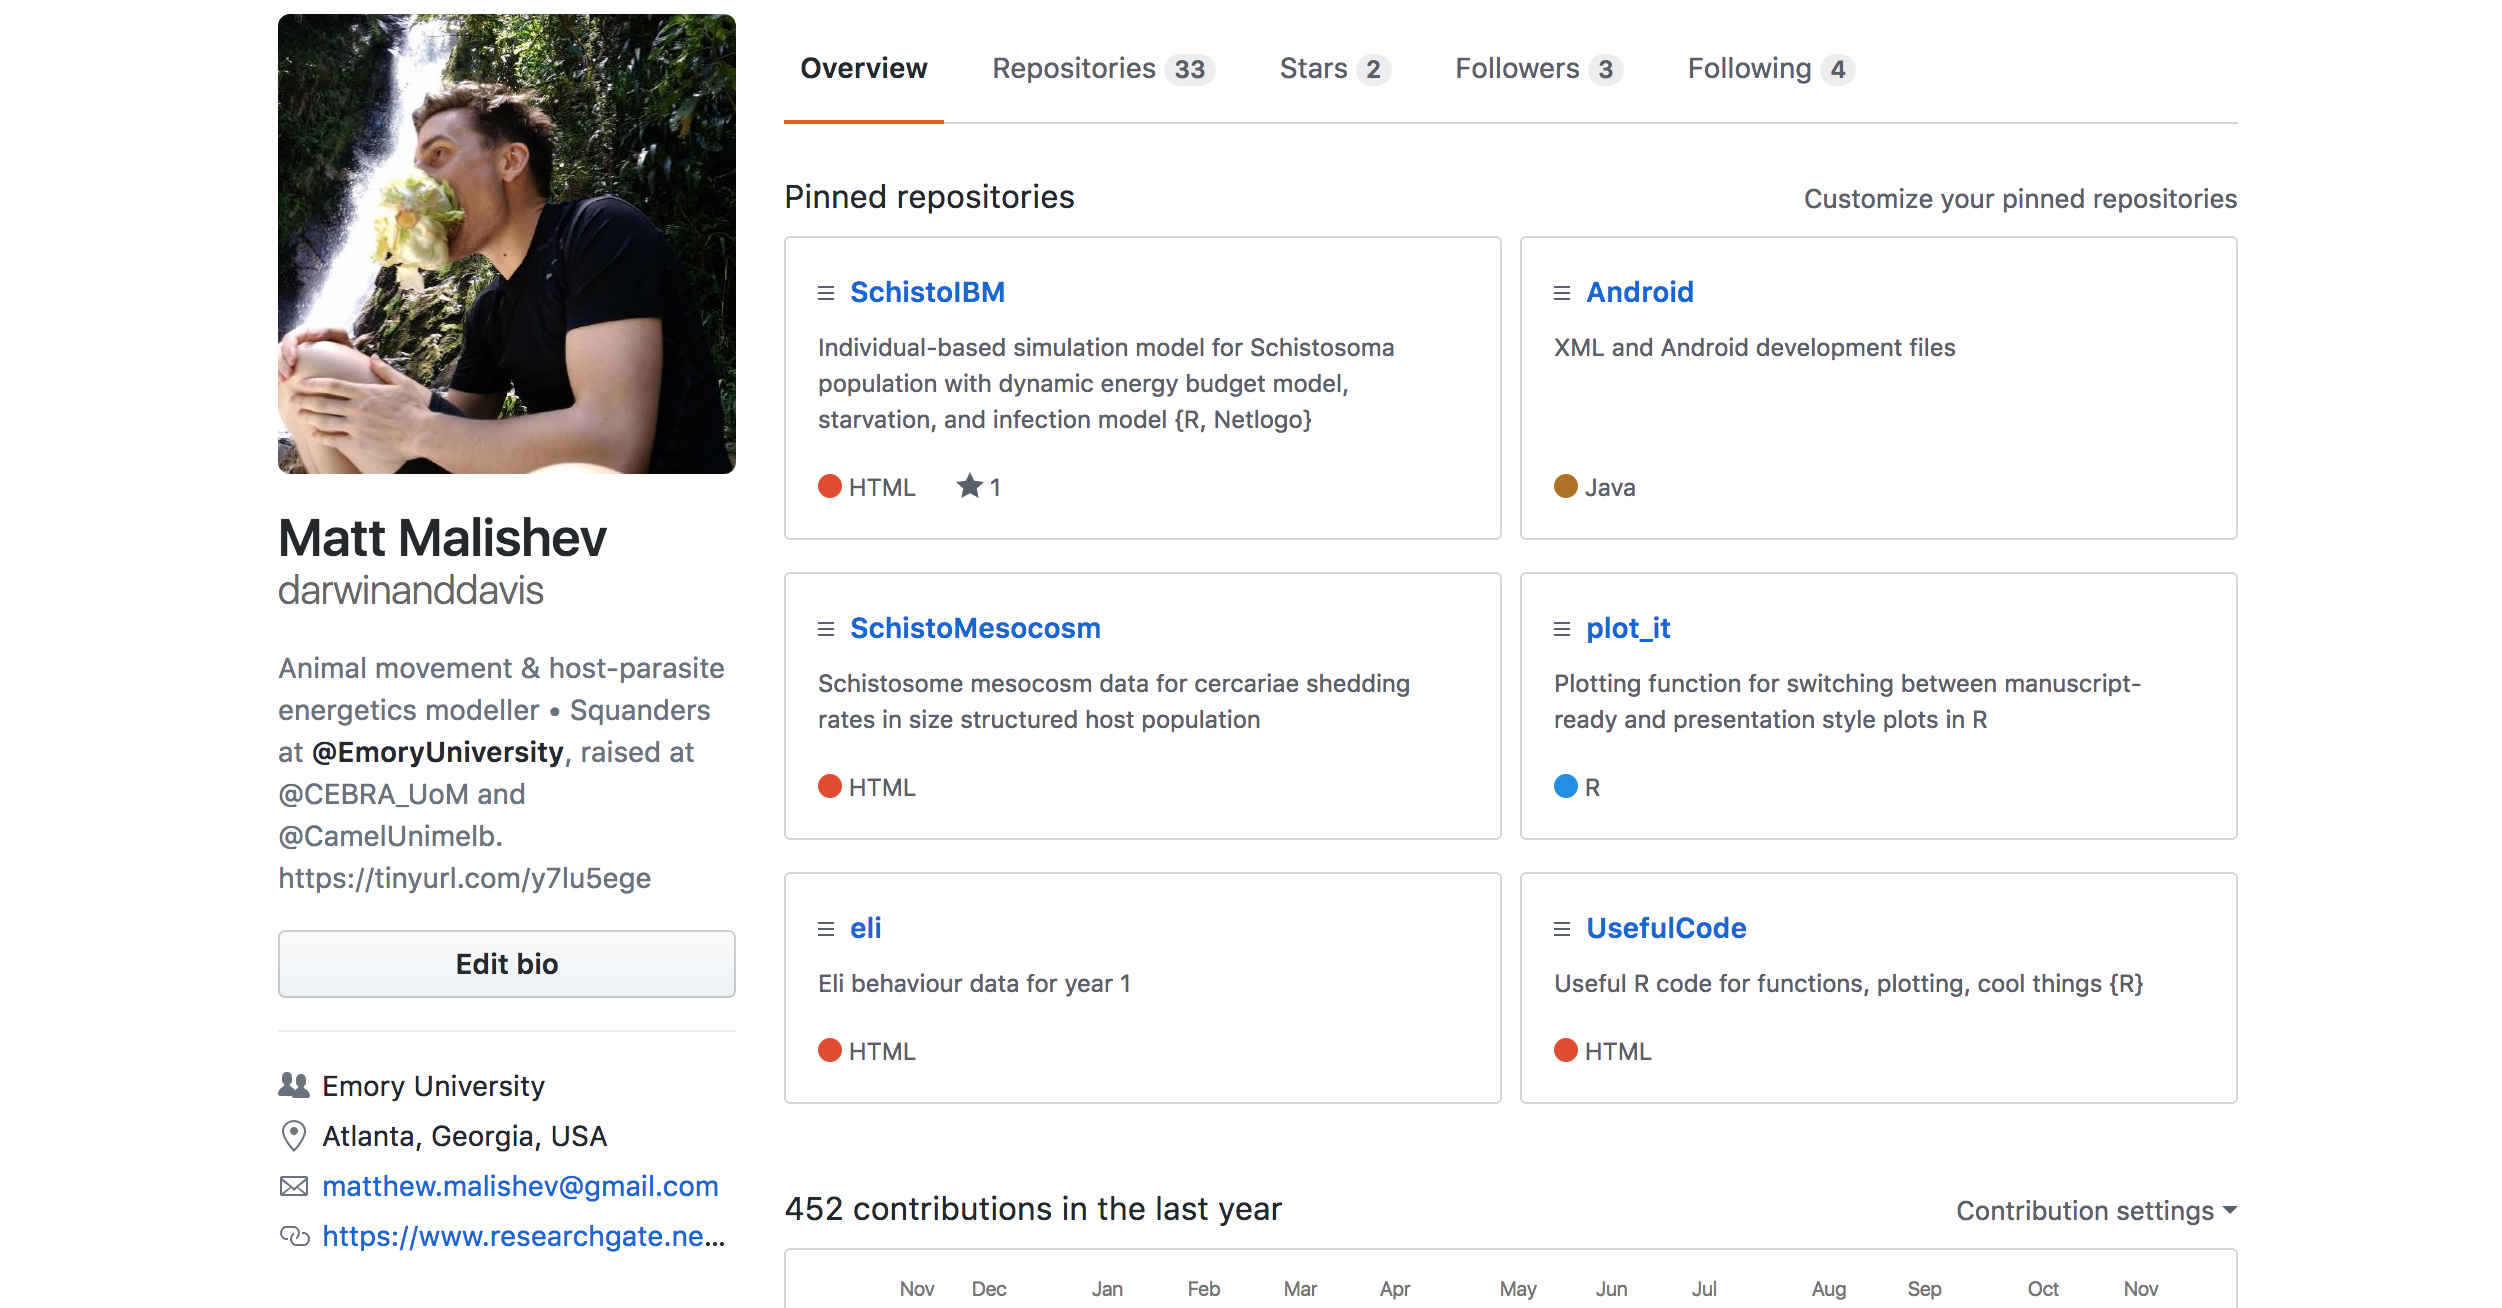 Overview
Repositories 33
Stars 2
Followers 3
Following 4
Matt Malishev
darwinanddavis
Animal movement & host-parasite
energetics modeller • Squanders
at @EmoryUniversity, raised at
@CEBRA_UoM and
@CamelUnimelb.
https://tinyurl.com/y7lu5ege
Edit bio
Emory University
Atlanta, Georgia, USA
matthew.malishev@gmail.com
https://www.researchgate.ne...
Pinned repositories
Customize your pinned repositories
SchistoIBM
Individual-based simulation model for Schistosoma
population with dynamic energy budget model,
starvation, and infection model {R, Netlogo}
HTML 1
Android
XML and Android development files
Java
SchistoMesocosm
Schistosome mesocosm data for cercariae shedding
rates in size structured host population
HTML
plot_it
Plotting function for switching between manuscript-
ready and presentation style plots in R
R
eli
Eli behaviour data for year 1
HTML
UsefulCode
Useful R code for functions, plotting, cool things {R}
HTML
452 contributions in the last year
Contribution settings
Nov Dec Jan Feb Mar Apr May Jun Jul Aug Sep Oct Nov